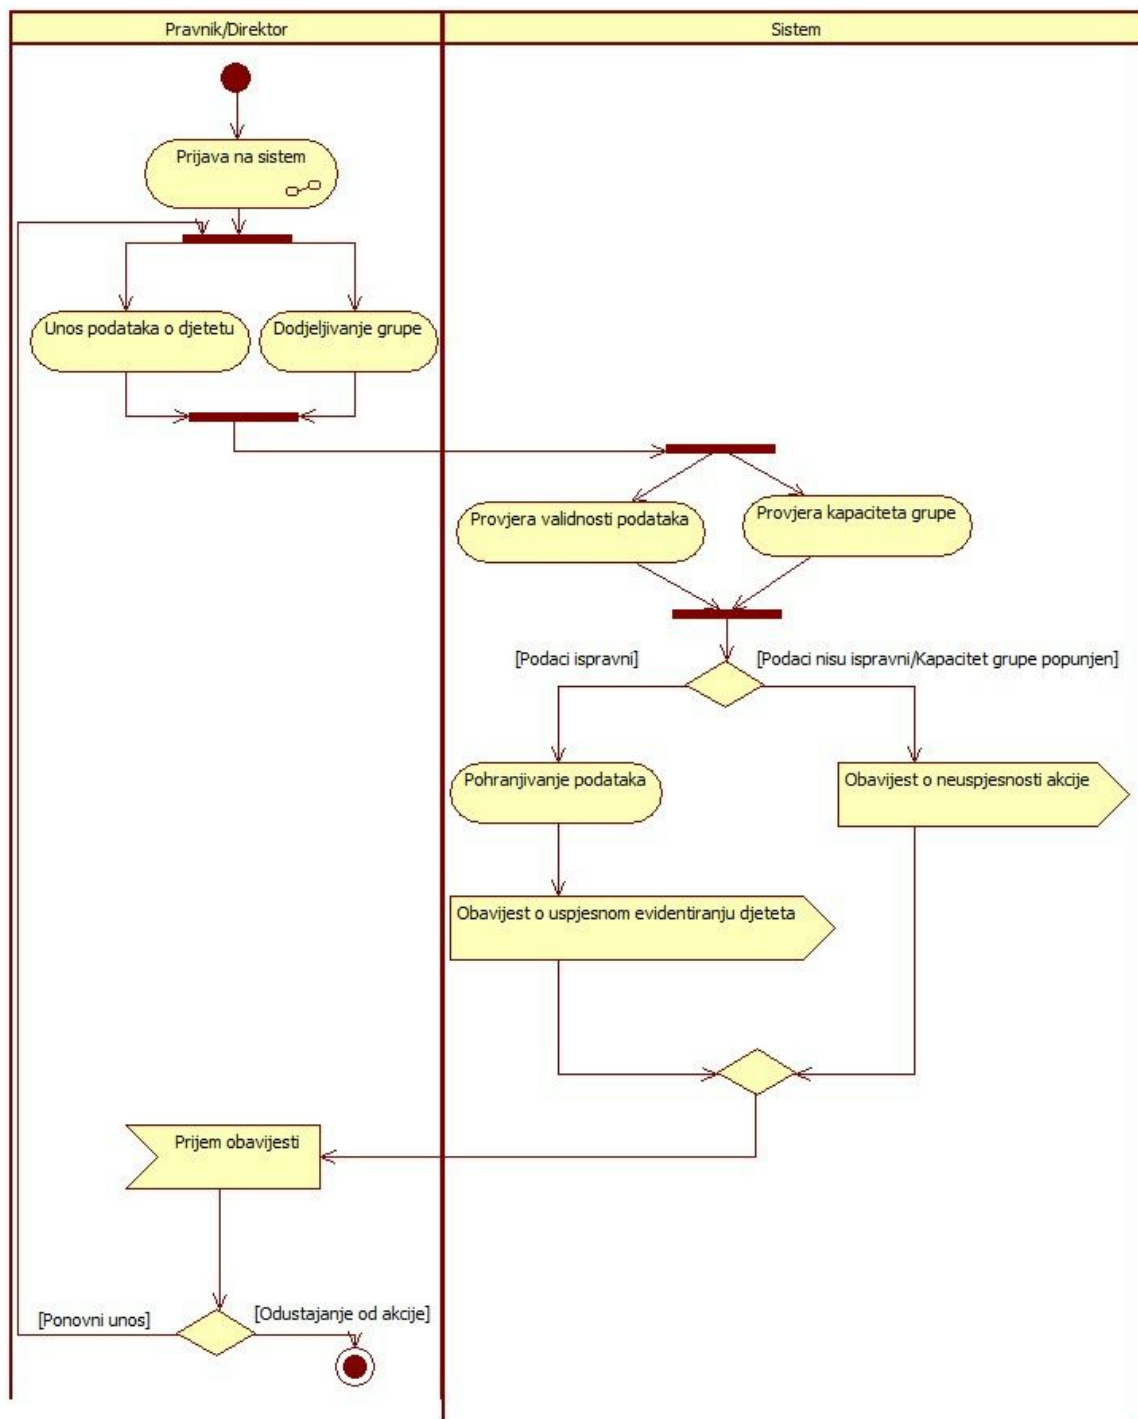 Pravnik/Direktor
Sistem
Prijava na sistem
Unos podataka o djetetu
Dodjeljivanje grupe
Provjera validnosti podataka
Provjera kapaciteta grupe
[Podaci ispravni]
[Podaci nisu ispravni/Kapacitet grupe popunjen]
Pohranjivanje podataka
Obavijest o neuspjesnosti akcije
Obavijest o uspjesnom evidentiranju djeteta
Prijem obavijesti
[Ponovni unos]
[Odustajanje od akcije]